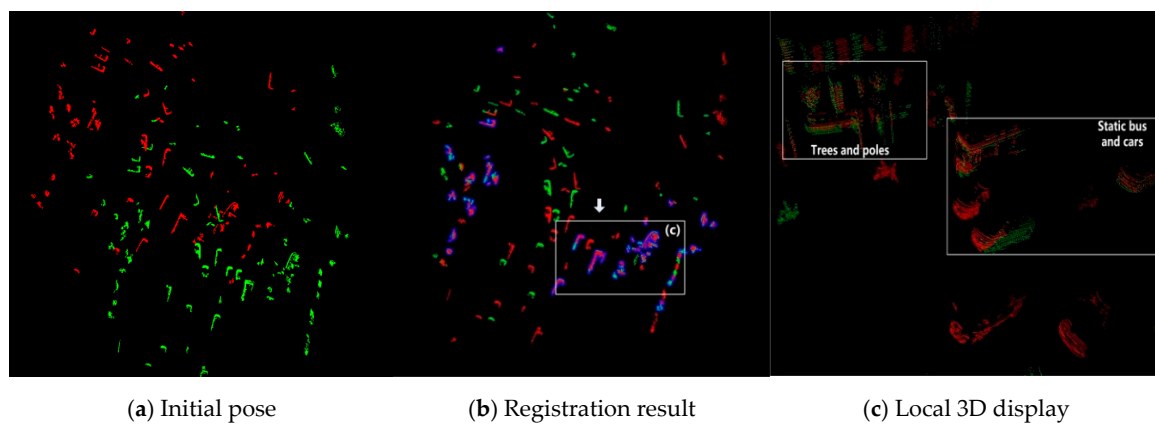 (c)
Trees and poles
Static bus
and cars
(a) Initial pose
(b) Registration result
(c) Local 3D display